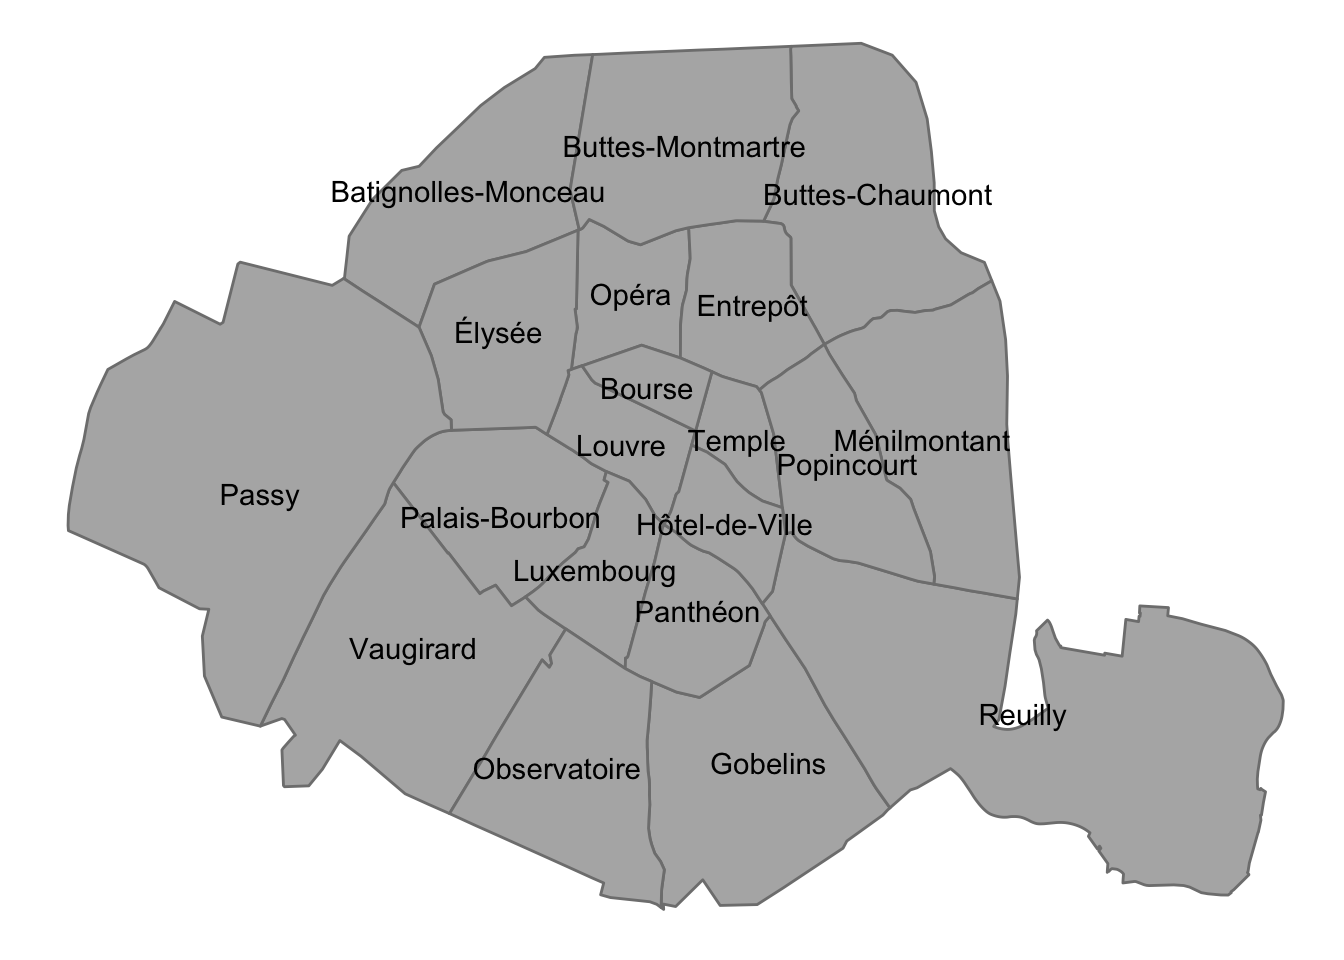 Buttes-Montmartre
Batignolles-Monceau
Buttes-Chaumont
Opéra
Entrepôt
Élysée
Bourse
Louvre
Temple
Ménilmontant
Popincourt
Passy
Palais-Bourbon
Hôtel-de-Ville
Luxembourg
Panthéon
Vaugirard
Reuilly
Observatoire
Gobelins